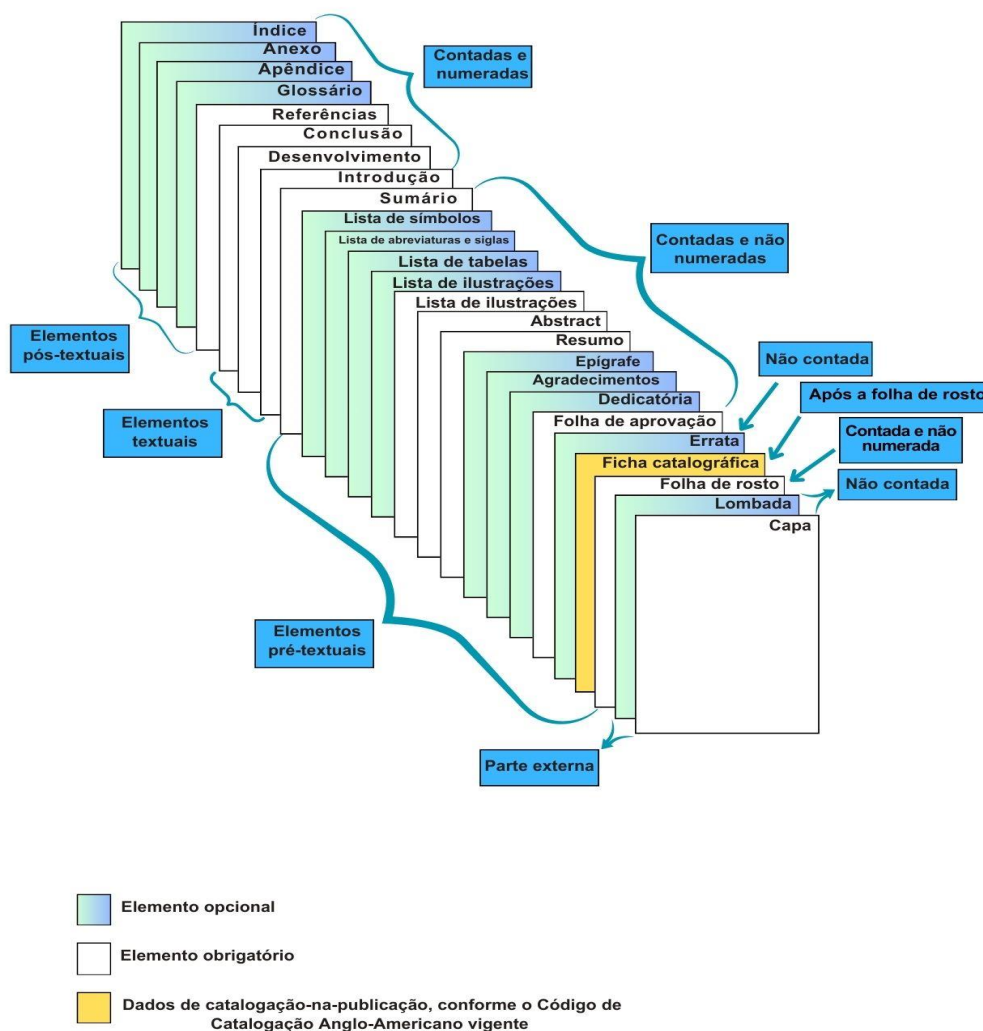 Índice
Anexo
Apêndice
Glossário
Referências
Conclusão
Desenvolvimento
Introdução
Sumário
Lista de símbolos
Lista de abreviaturas e siglas
Lista de tabelas
Lista de ilustrações
Lista de ilustrações
Abstract
Resumo
Epígrafe
Agradecimentos
Dedicatória
Folha de aprovação
Errata
Ficha catalográfica
Folha de rosto
Lombada
Capa
Contadas e
numeradas
Contadas e não
numeradas
Não contada
Após a folha de rosto
Contada e não
numerada
Não contada
Elementos
pós-textuais
Elementos
textuais
Elementos
pré-textuais
Parte externa
Elemento opcional
Elemento obrigatório
Dados de catalogação-na-publicação, conforme o Código de
Catalogação Anglo-Americano vigente